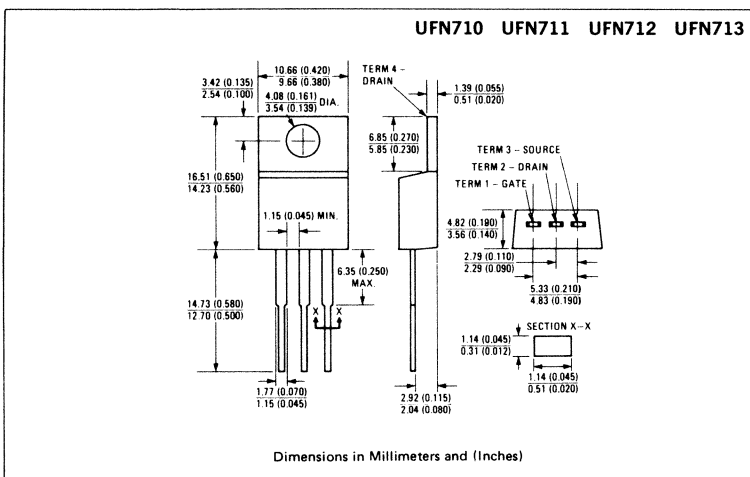 UFN710 UFN711 UFN712 UFN713
10.66 (0.420)
9.66 (0.380)
TERM 4 –
DRAIN
3.42 (0.135)
2.54 (0.100)
4.08 (0.161) DIA.
3.54 (0.139)
1.39 (0.055)
0.51 (0.020)
6.85 (0.270)
5.85 (0.230)
TERM 3 – SOURCE
TERM 2 – DRAIN
TERM 1 – GATE
16.51 (0.650)
14.23 (0.560)
1.15 (0.045) MIN.
4.82 (0.190)
3.56 (0.140)
6.35 (0.250)
MAX.
2.79 (0.110)
2.29 (0.090)
5.33 (0.210)
4.83 (0.190)
14.73 (0.580)
12.70 (0.500)
X X
SECTION X–X
1.14 (0.045)
0.31 (0.012)
1.14 (0.045)
0.51 (0.020)
1.77 (0.070)
1.15 (0.045)
2.92 (0.115)
2.04 (0.080)
Dimensions in Millimeters and (Inches)